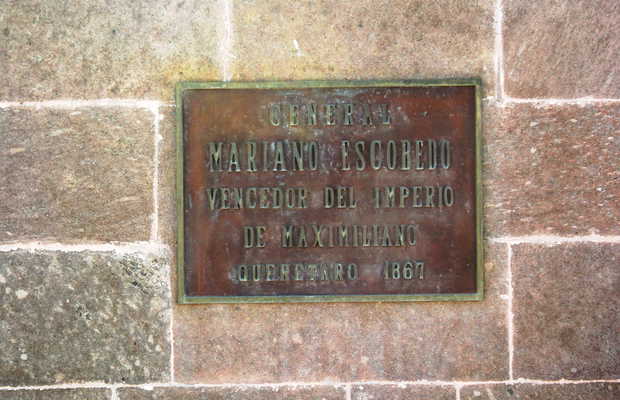 GENERAL
MARIANO ESCOBEDO
VENCEDOR DEL IMPERIO
DE MAXIMILIANO
QUERETARO 1867